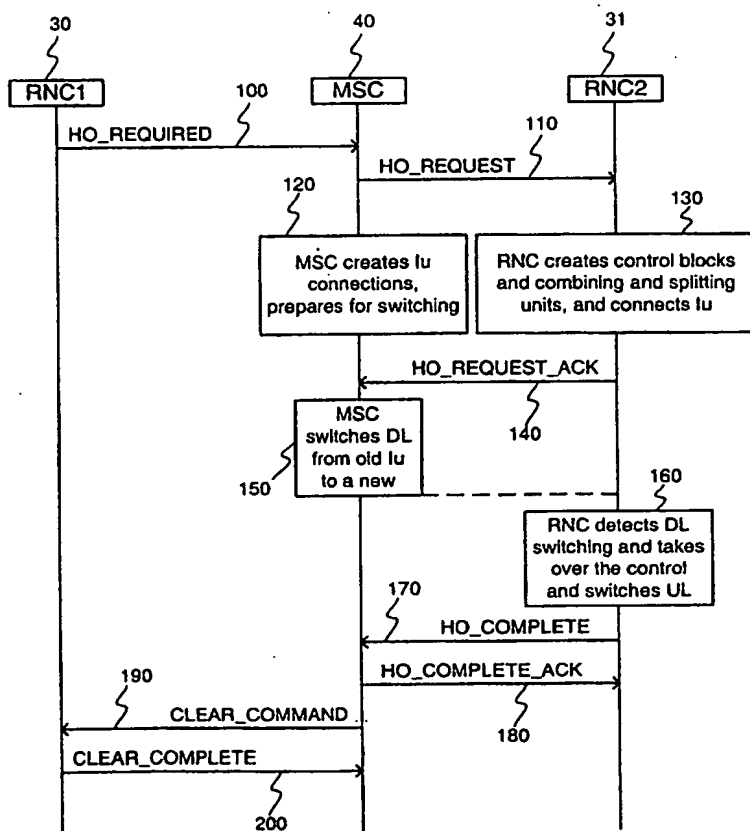 30
40
31
RNC1
MSC
RNC2
100
HO_REQUIRED
110
HO_REQUEST
120
130
MSC creates Iu
connections,
prepares for switching
RNC creates control blocks
and combining and splitting
units, and connects Iu
HO_REQUEST_ACK
140
MSC
switches DL
from old Iu
to a new
150
160
RNC detects DL
switching and takes
over the control
and switches UL
170
HO_COMPLETE
HO_COMPLETE_ACK
180
190
CLEAR_COMMAND
CLEAR_COMPLETE
200